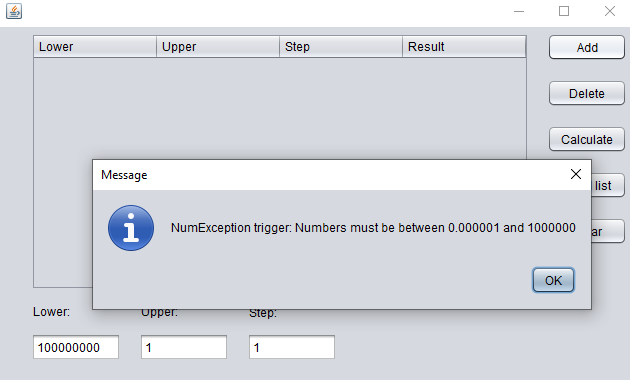 Lower Upper Step Result
Add
Delete
Calculate
list
ar
Message
NumException trigger: Numbers must be between 0.000001 and 1000000
OK
Lower: Upper: Step:
100000000 1 1